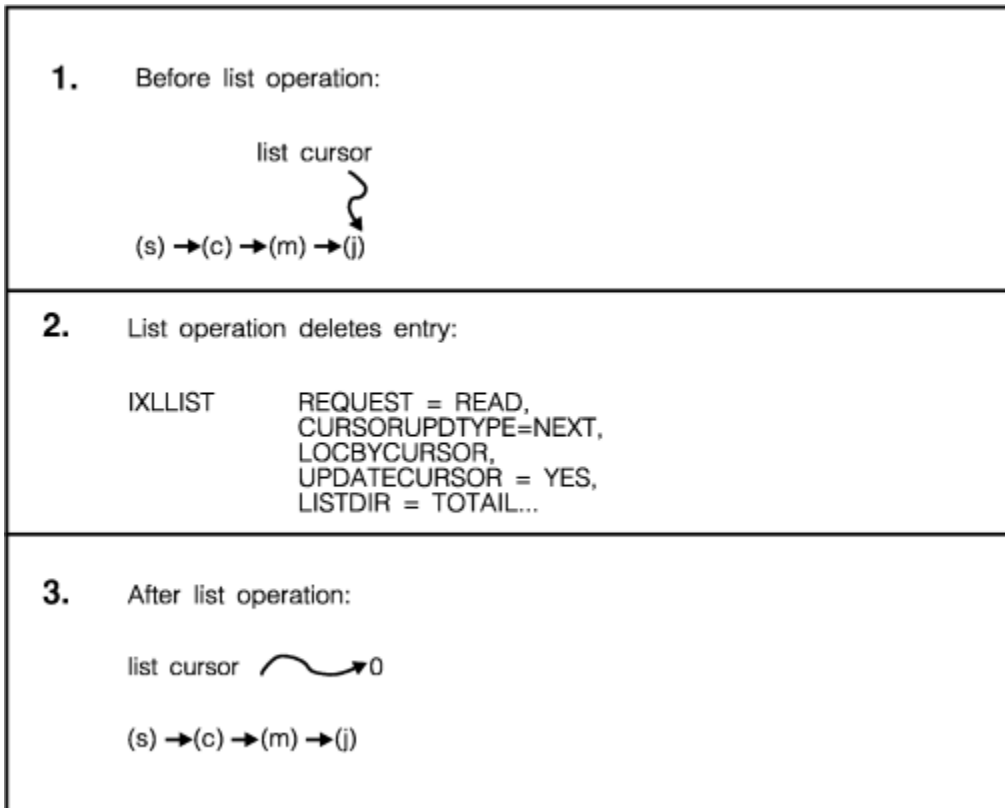 1. Before list operation:
list cursor
(s) →(c) →(m) →(j)
2. List operation deletes entry:
IXLLIST REQUEST = READ,
CURSORUPDTYPE=NEXT,
LOCBYCURSOR,
UPDATECURSOR = YES,
LISTDIR = TOTAIL...
3. After list operation:
list cursor 0
(s) →(c) →(m) →(j)